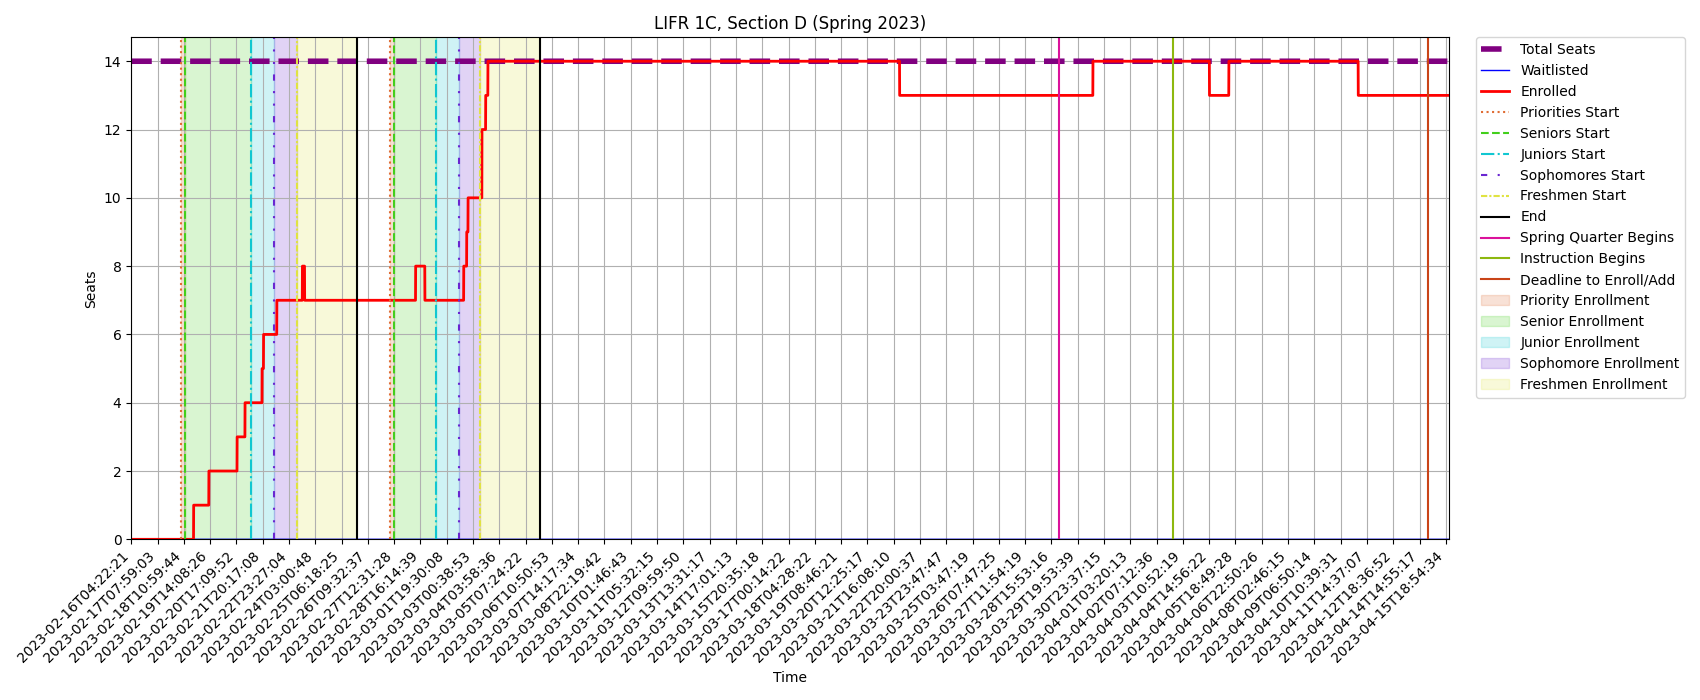 LIFR 1C, Section D (Spring 2023)
Seats
14
12
10
8
6
4
2
0
2023-02-16T04:22:21
2023-02-17T07:59:03
2023-02-18T10:59:44
2023-02-19T14:08:26
2023-02-20T17:09:52
2023-02-21T20:17:08
2023-02-22T23:27:04
2023-02-24T03:00:48
2023-02-25T06:18:25
2023-02-26T09:32:37
2023-02-27T12:31:28
2023-02-28T16:14:39
2023-03-01T19:30:08
2023-03-03T00:38:53
2023-03-04T03:58:36
2023-03-05T07:24:22
2023-03-06T10:50:53
2023-03-07T14:17:34
2023-03-08T22:19:42
2023-03-10T01:46:43
2023-03-11T05:32:15
2023-03-12T09:59:50
2023-03-13T13:31:17
2023-03-14T17:01:13
2023-03-15T20:35:18
2023-03-17T00:14:22
2023-03-18T04:28:22
2023-03-19T08:46:21
2023-03-20T12:25:17
2023-03-21T16:08:10
2023-03-22T20:00:37
2023-03-23T23:47:47
2023-03-25T03:47:19
2023-03-26T07:47:25
2023-03-27T11:54:19
2023-03-28T15:53:16
2023-03-29T19:53:39
2023-03-30T23:37:15
2023-04-01T03:20:13
2023-04-02T07:12:36
2023-04-03T10:52:19
2023-04-04T14:56:22
2023-04-05T18:49:28
2023-04-06T22:50:26
2023-04-08T02:46:15
2023-04-09T06:50:14
2023-04-10T10:39:31
2023-04-11T14:37:07
2023-04-12T18:36:52
2023-04-14T14:55:17
2023-04-15T18:54:34
Time
Total Seats
Waitlisted
Enrolled
Priorities Start
Seniors Start
Juniors Start
Sophomores Start
Freshmen Start
End
Spring Quarter Begins
Instruction Begins
Deadline to Enroll/Add
Priority Enrollment
Senior Enrollment
Junior Enrollment
Sophomore Enrollment
Freshmen Enrollment